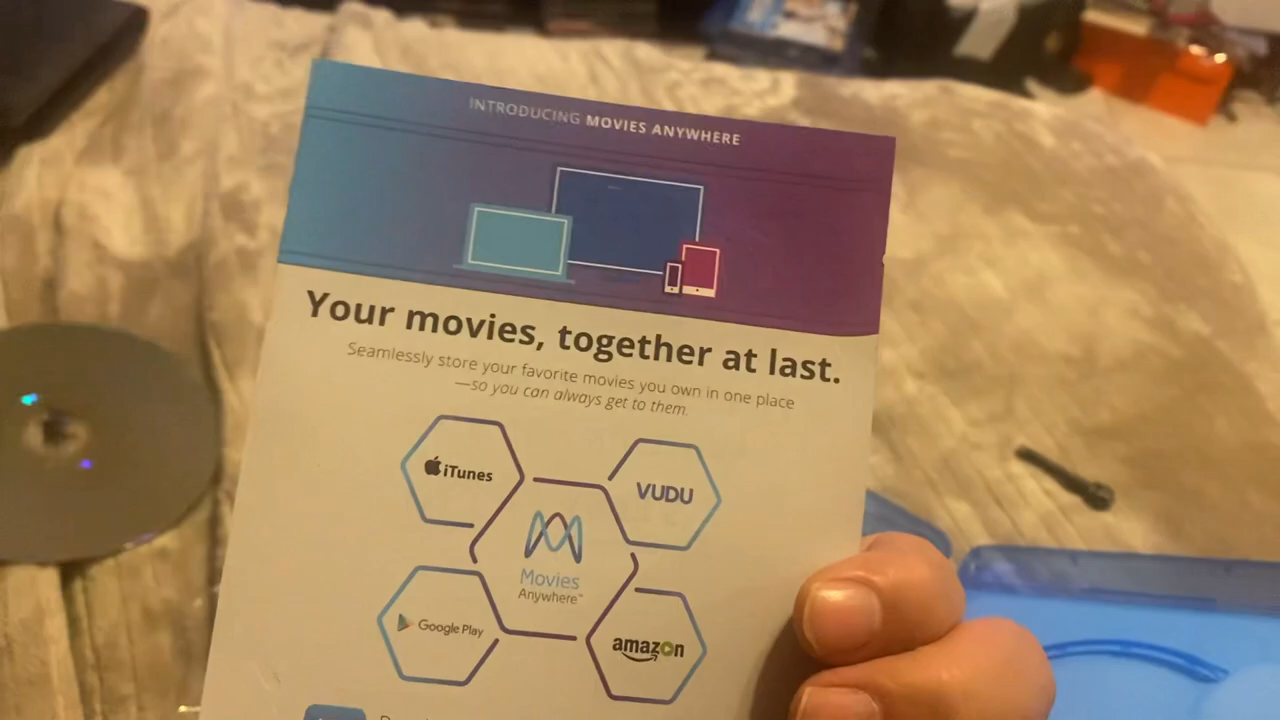 INTRODUCING MOVIES ANYWHERE
Your movies, together at last.
Seamlessly store your favorite movies you own in one place
—so you can always get to them.
iTunes
VUDU
Movies
Anywhere™
Google Play
amazon